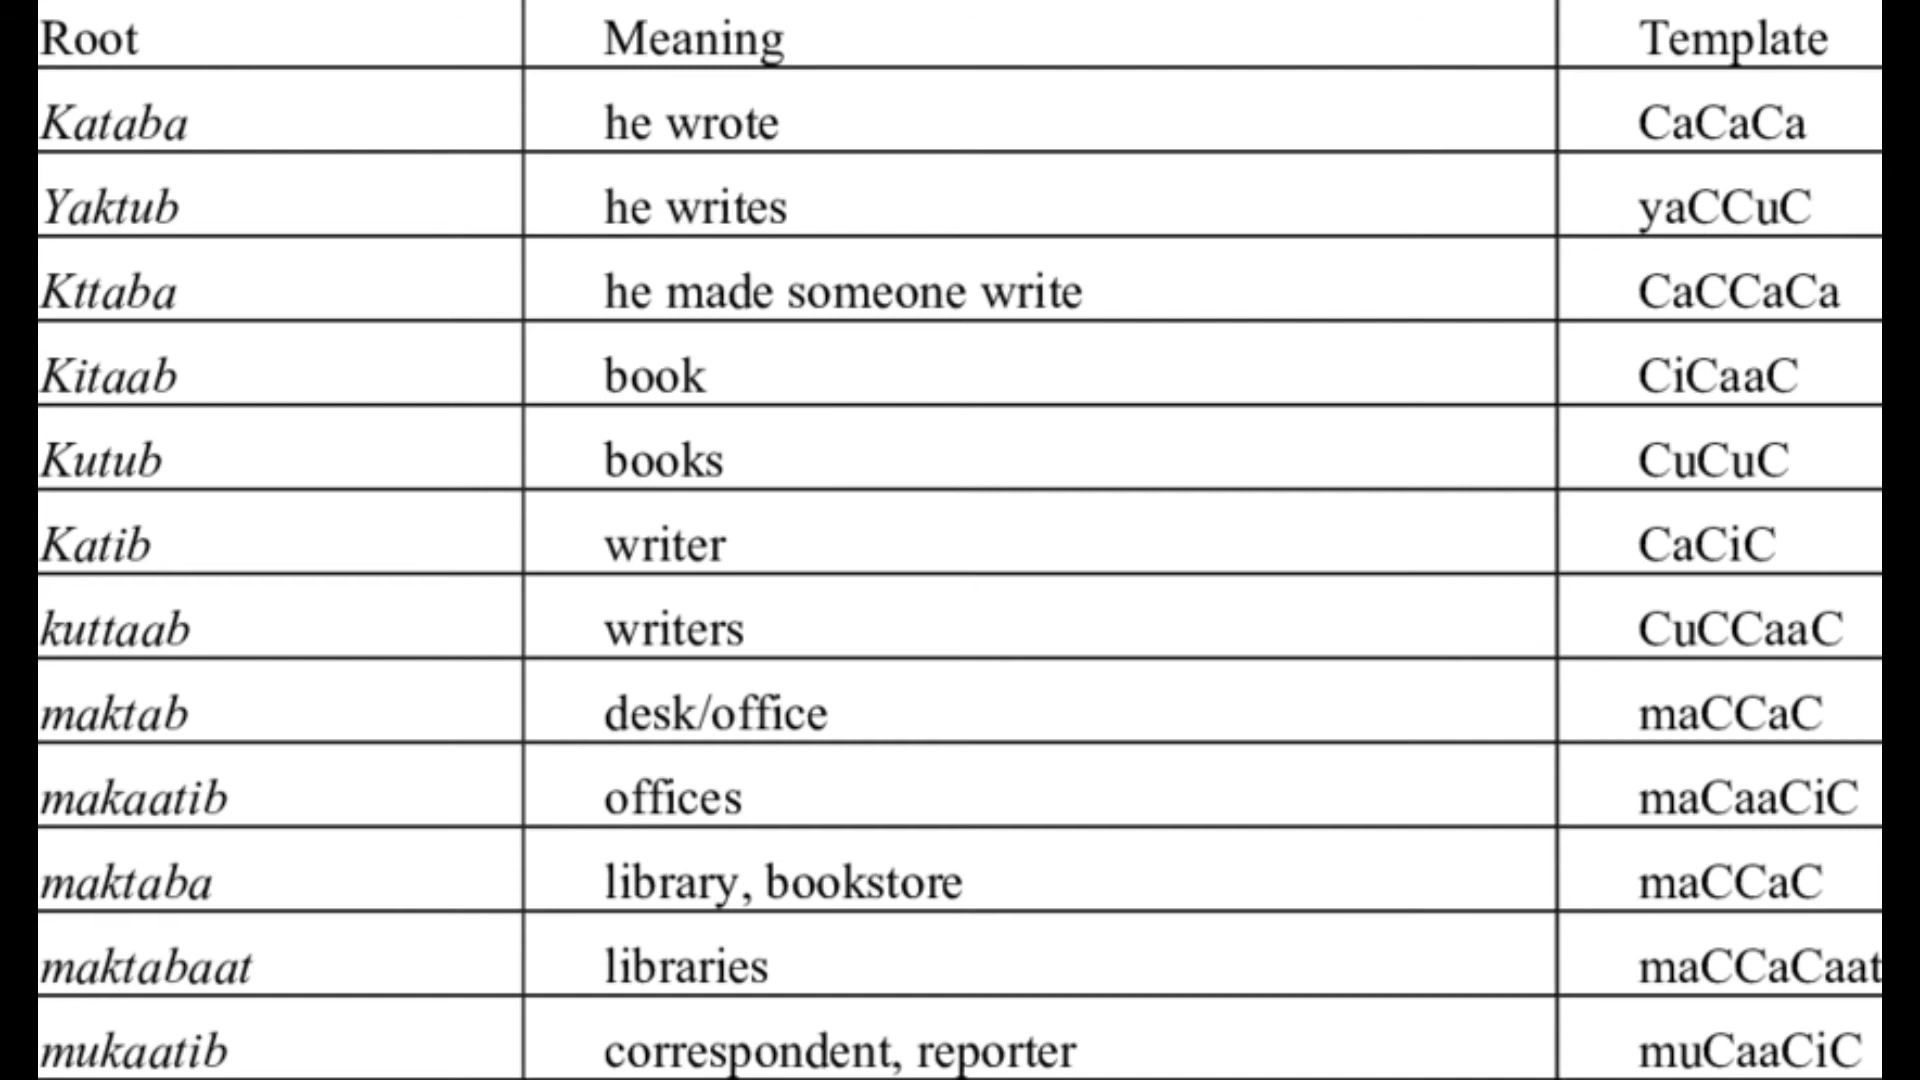 Root Meaning Template
Kataba he wrote CaCaCa
Yaktub he writes yaCCuC
Kttaba he made someone write CaCCaCa
Kitaab book CiCaaC
Kutub books CuCuC
Katib writer CaCiC
kuttaab writers CuCCaaC
maktab desk/office maCCaC
makaatib offices maCaaCiC
maktaba library, bookstore maCCaC
maktabaat libraries maCCaCaat
mukaatib correspondent, reporter muCaaCiC